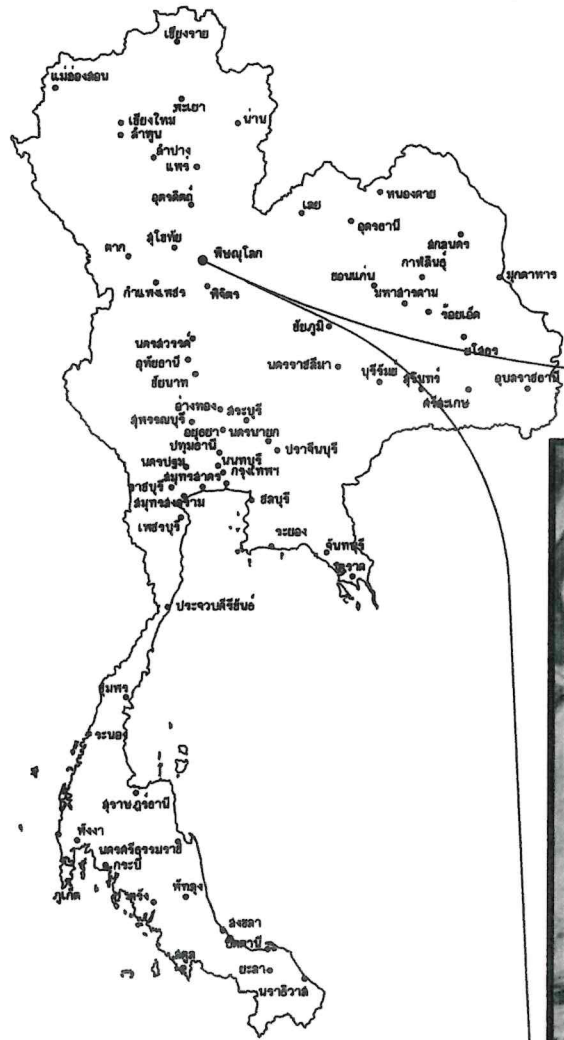 เชียงราย
แม่ฮ่องสอน
พะเยา
เชียงใหม่
น่าน
ลำพูน
ลำปาง
แพร่
อุตรดิตถ์
หนองคาย
เลย
อุดรธานี
สุโขทัย
สกลนคร
ตาก
พิษณุโลก
กาฬสินธุ์
ขอนแก่น
มุกดาหาร
กำแพงเพชร
พิจิตร
มหาสารคาม
ร้อยเอ็ด
ชัยภูมิ
นครสวรรค์
ยโสธร
อุทัยธานี
นครราชสีมา
บุรีรัมย์
สุรินทร์
อุบลราชธานี
ชัยนาท
ศรีสะเกษ
อ่างทอง
สระบุรี
สุพรรณบุรี
อยุธยา
นครนายก
ปทุมธานี
ปราจีนบุรี
นครปฐม
นนทบุรี
กรุงเทพฯ
ราชบุรี
สมุทรสาคร
สมุทรสงคราม
ชลบุรี
เพชรบุรี
ระยอง
จันทบุรี
ตราด
ประจวบคีรีขันธ์
ชุมพร
ระนอง
สุราษฎร์ธานี
พังงา
นครศรีธรรมราช
กระบี่
ภูเก็ต
ตรัง
พัทลุง
สงขลา
ปัตตานี
สตูล
ยะลา
นราธิวาส